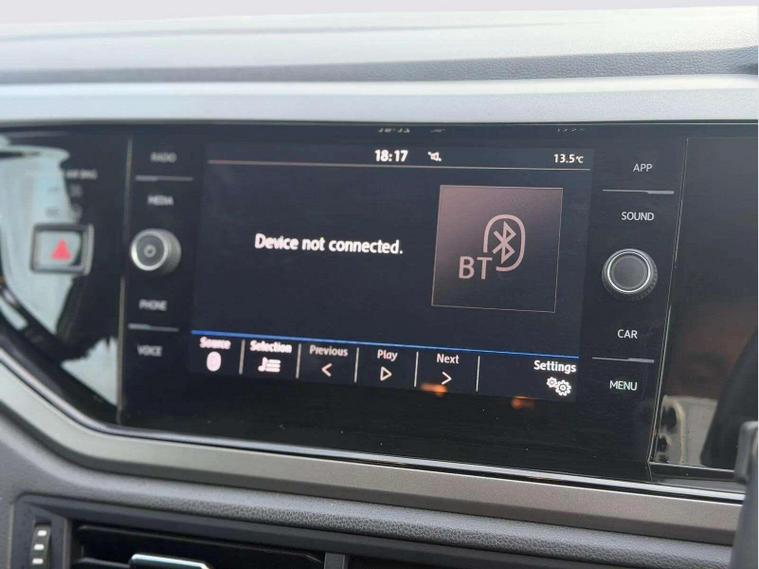 RADIO
MEDIA
PHONE
VOICE
18:17
13.5°C
Device not connected.
BT
Source
Selection
Previous
Play
Next
Settings
APP
SOUND
CAR
MENU